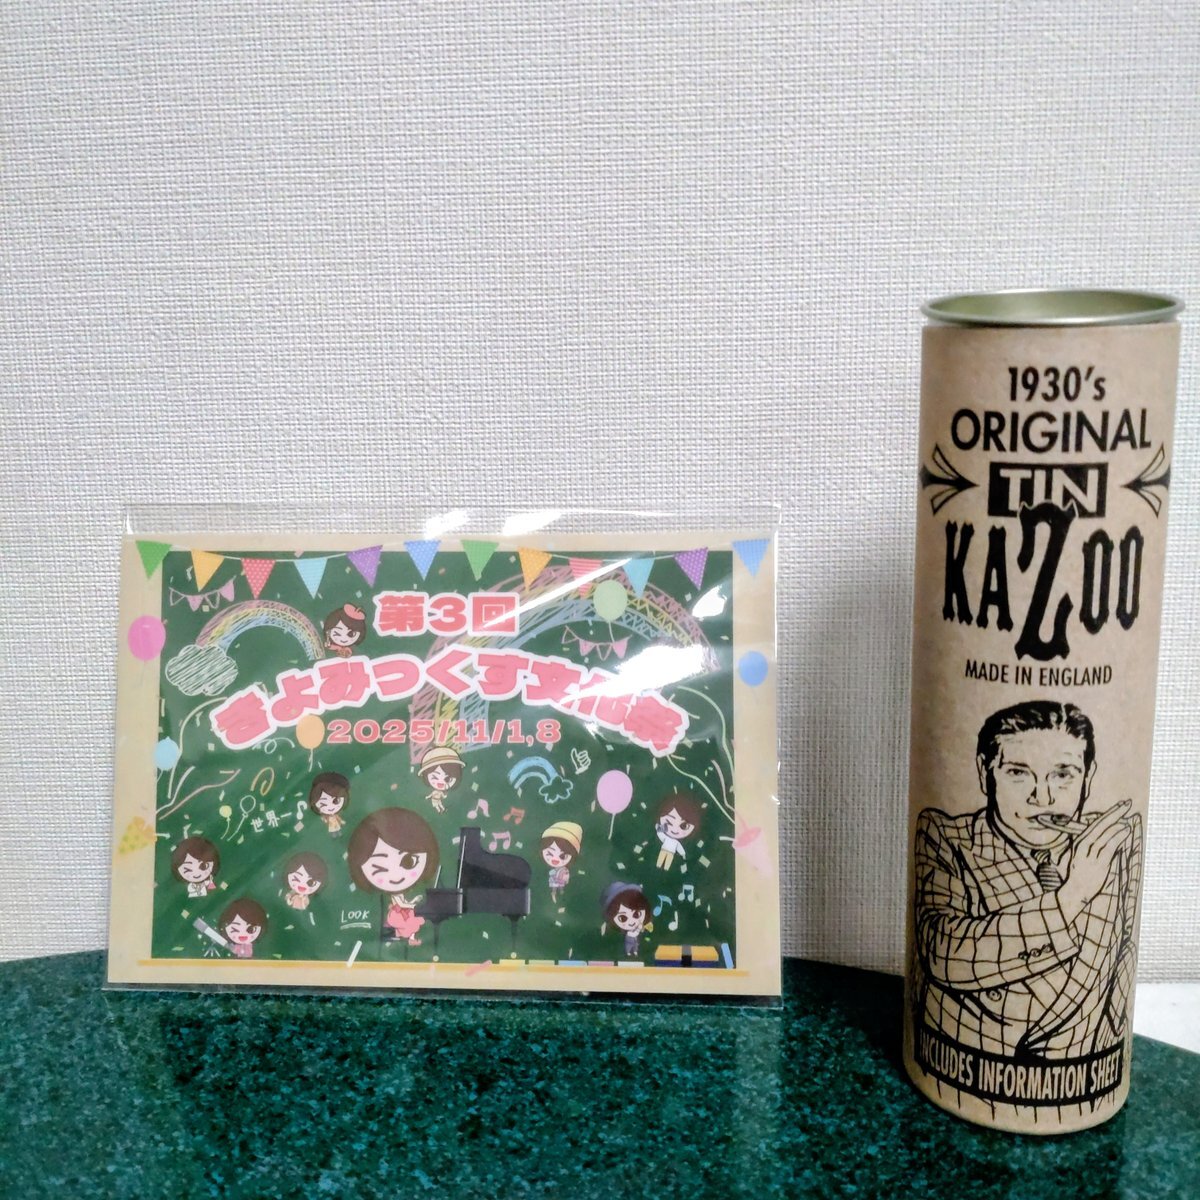 第3回
きよみっくす文化祭
2025/11/1,8
世界一
LOOK
1930's
ORIGINAL
TIN
KAZOO
MADE IN ENGLAND
INCLUDES INFORMATION SHEET